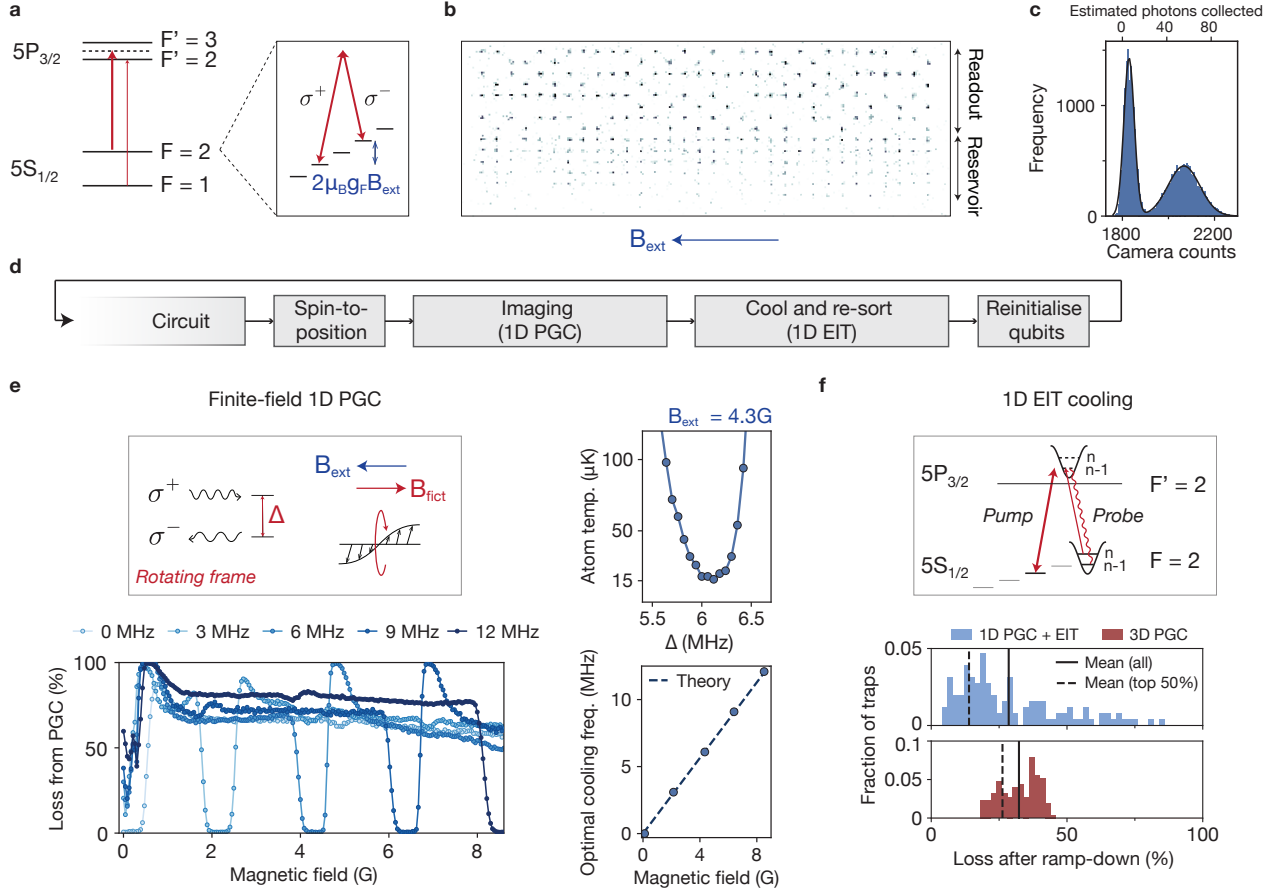 a
5P3/2
F' = 3
F' = 2
5S1/2
F = 2
F = 1
σ+
σ−
2μBgFBext
b
Readout
Reservoir
Bext
c
Estimated photons collected
0 40 80
Frequency
1000
0
1800 2200
Camera counts
d
Circuit
Spin-to-
position
Imaging
(1D PGC)
Cool and re-sort
(1D EIT)
Reinitialise
qubits
e
Finite-field 1D PGC
σ+
σ−
Δ
Rotating frame
Bext
Bfict
0 MHz 3 MHz 6 MHz 9 MHz 12 MHz
Loss from PGC (%)
100
50
0
0 2 4 6 8
Magnetic field (G)
Bext = 4.3G
Atom temp. (μK)
100
50
15
5.5 6 6.5
Δ (MHz)
Optimal cooling freq. (MHz)
Theory
10
5
0
0 4 8
Magnetic field (G)
f
1D EIT cooling
5P3/2
n
n-1
F' = 2
Pump
Probe
5S1/2
n
n-1
F = 2
1D PGC + EIT 3D PGC
Fraction of traps
0.05
0
Mean (all)
Mean (top 50%)
0.1
0.05
0
0 50 100
Loss after ramp-down (%)